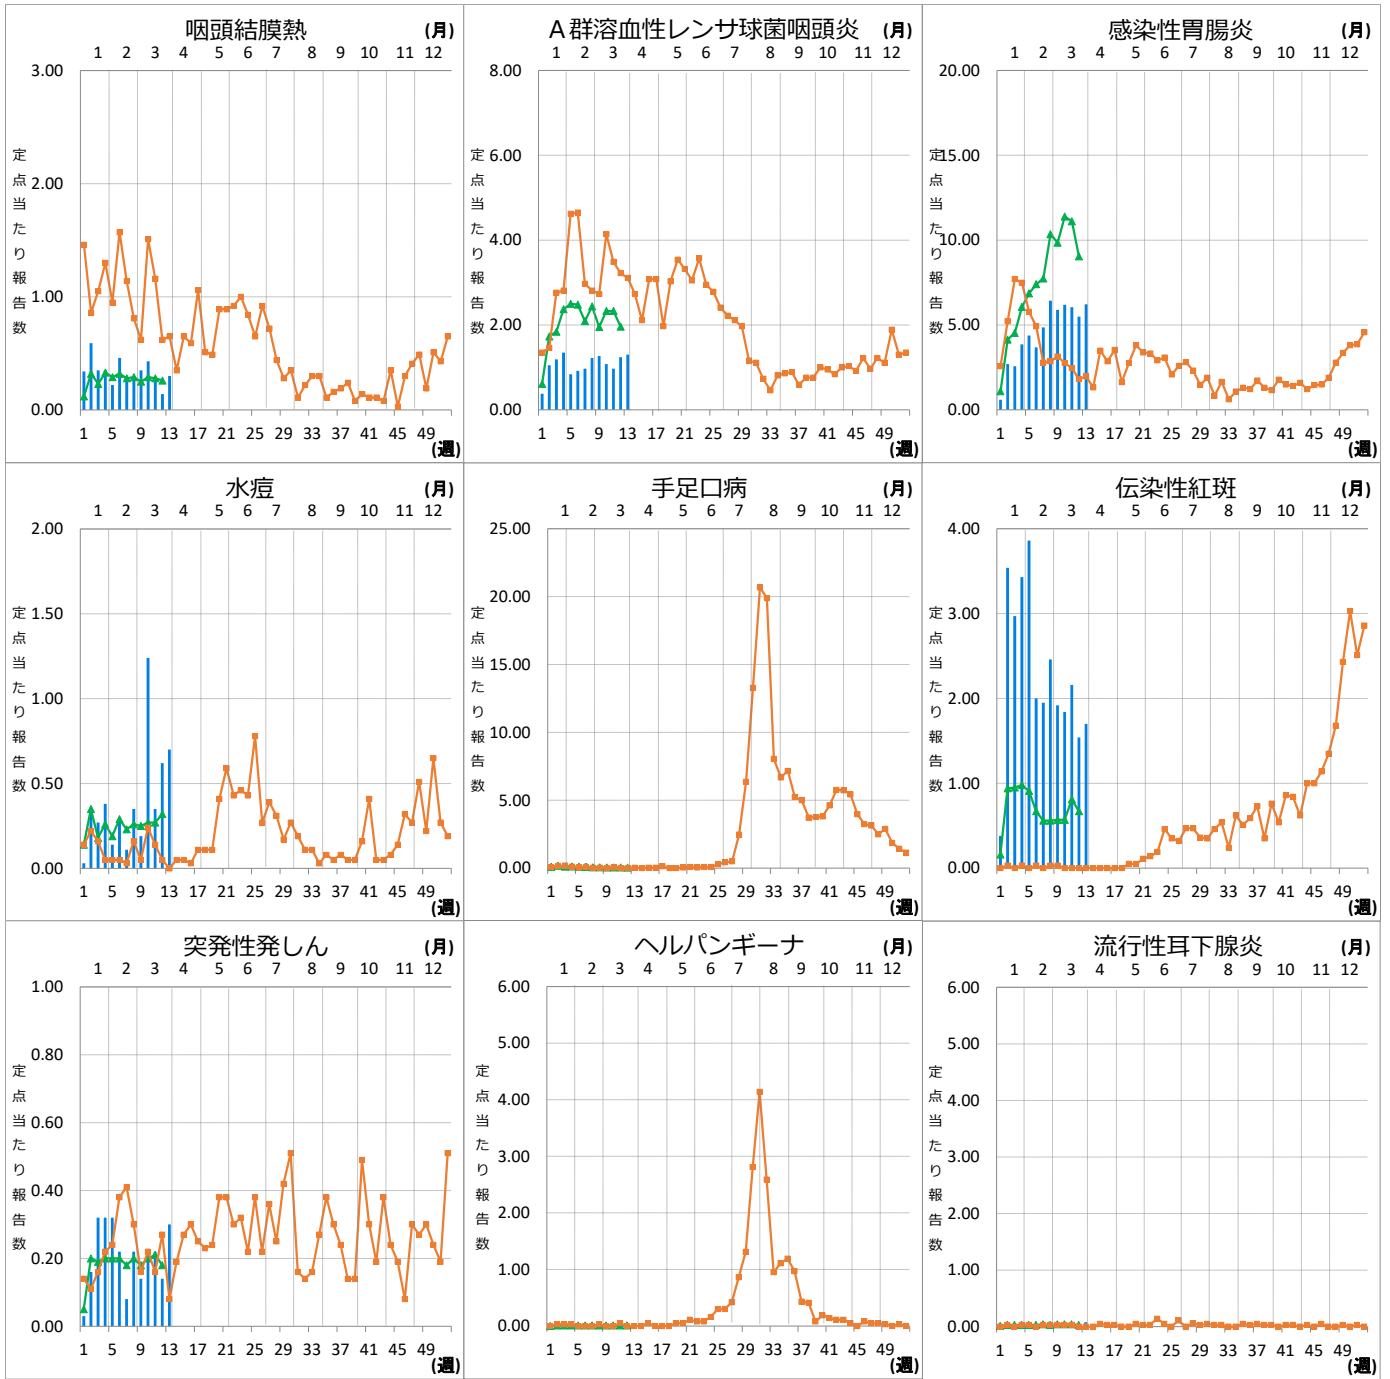 咽頭結膜熱 (月)
1 2 3 4 5 6 7 8 9 10 11 12
3.00
2.00
1.00
0.00
定点当たり報告数
1 5 9 13 17 21 25 29 33 37 41 45 49
(週)
A群溶血性レンサ球菌咽頭炎 (月)
1 2 3 4 5 6 7 8 9 10 11 12
8.00
6.00
4.00
2.00
0.00
定点当たり報告数
1 5 9 13 17 21 25 29 33 37 41 45 49
(週)
感染性胃腸炎 (月)
1 2 3 4 5 6 7 8 9 10 11 12
20.00
15.00
10.00
5.00
0.00
定点当たり報告数
1 5 9 13 17 21 25 29 33 37 41 45 49
(週)
水痘 (月)
1 2 3 4 5 6 7 8 9 10 11 12
2.00
1.50
1.00
0.50
0.00
定点当たり報告数
1 5 9 13 17 21 25 29 33 37 41 45 49
(週)
手足口病 (月)
1 2 3 4 5 6 7 8 9 10 11 12
25.00
20.00
15.00
10.00
5.00
0.00
定点当たり報告数
1 5 9 13 17 21 25 29 33 37 41 45 49
(週)
伝染性紅斑 (月)
1 2 3 4 5 6 7 8 9 10 11 12
4.00
3.00
2.00
1.00
0.00
定点当たり報告数
1 5 9 13 17 21 25 29 33 37 41 45 49
(週)
突発性発しん (月)
1 2 3 4 5 6 7 8 9 10 11 12
1.00
0.80
0.60
0.40
0.20
0.00
定点当たり報告数
1 5 9 13 17 21 25 29 33 37 41 45 49
(週)
ヘルパンギーナ (月)
1 2 3 4 5 6 7 8 9 10 11 12
6.00
5.00
4.00
3.00
2.00
1.00
0.00
定点当たり報告数
1 5 9 13 17 21 25 29 33 37 41 45 49
(週)
流行性耳下腺炎 (月)
1 2 3 4 5 6 7 8 9 10 11 12
6.00
5.00
4.00
3.00
2.00
1.00
0.00
定点当たり報告数
1 5 9 13 17 21 25 29 33 37 41 45 49
(週)